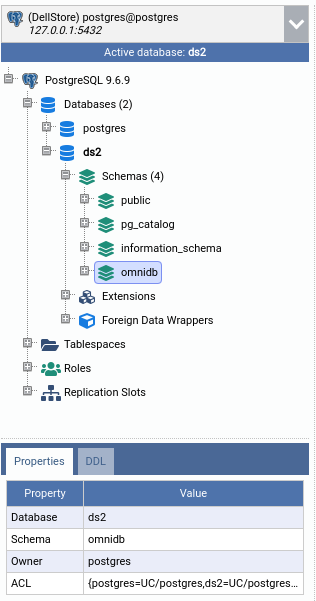 (DellStore) postgres@postgres
127.0.0.1:5432
Active database: ds2
PostgreSQL 9.6.9
Databases (2)
postgres
ds2
Schemas (4)
public
pg_catalog
information_schema
omnidb
Extensions
Foreign Data Wrappers
Tablespaces
Roles
Replication Slots
Properties DDL
Property Value
Database ds2
Schema omnidb
Owner postgres
ACL {postgres=UC/postgres,ds2=UC/postgres...